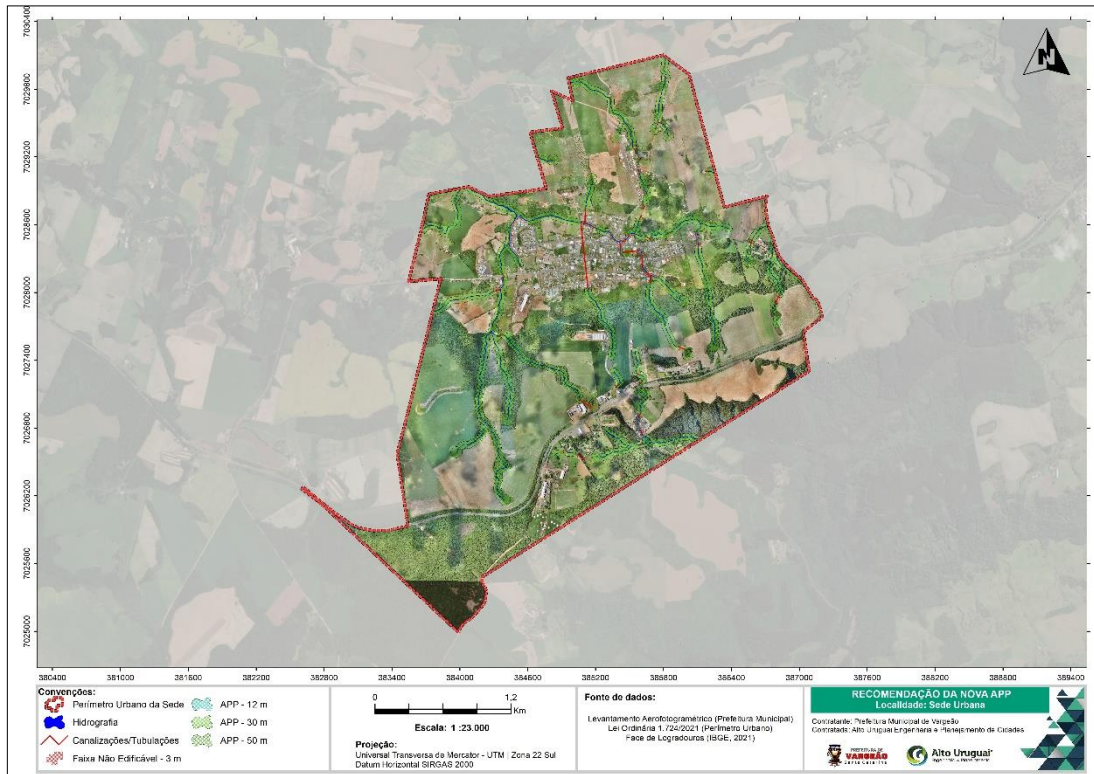 7030400
7029800
7029200
7028600
7028000
7027400
7026800
7026200
7025600
7025000
N
380400 381000 381600 382200 382800 383400 384000 384600 385200 385800 386400 387000 387600 388200 388800 389400
Convenções:
Perímetro Urbano da Sede
Hidrografia
Canalizações/Tubulações
Faixa Não Edificável - 3 m
APP - 12 m
APP - 30 m
APP - 50 m
0 1,2
Km
Escala: 1 :23.000
Projeção:
Universal Transversa de Mercator - UTM | Zona 22 Sul
Datum Horizontal SIRGAS 2000
Fonte de dados:
Levantamento Aerofotogramétrico (Prefeitura Municipal)
Lei Ordinária 1.724/2021 (Perímetro Urbano)
Face de Logradouros (IBGE, 2021)
RECOMENDAÇÃO DA NOVA APP
Localidade: Sede Urbana
Contratante: Prefeitura Municipal de Vargeão
Contratada: Alto Uruguai Engenharia e Planejamento de Cidades
PREFEITURA DE
VARGEÃO
SANTA CATARINA
Alto Uruguai